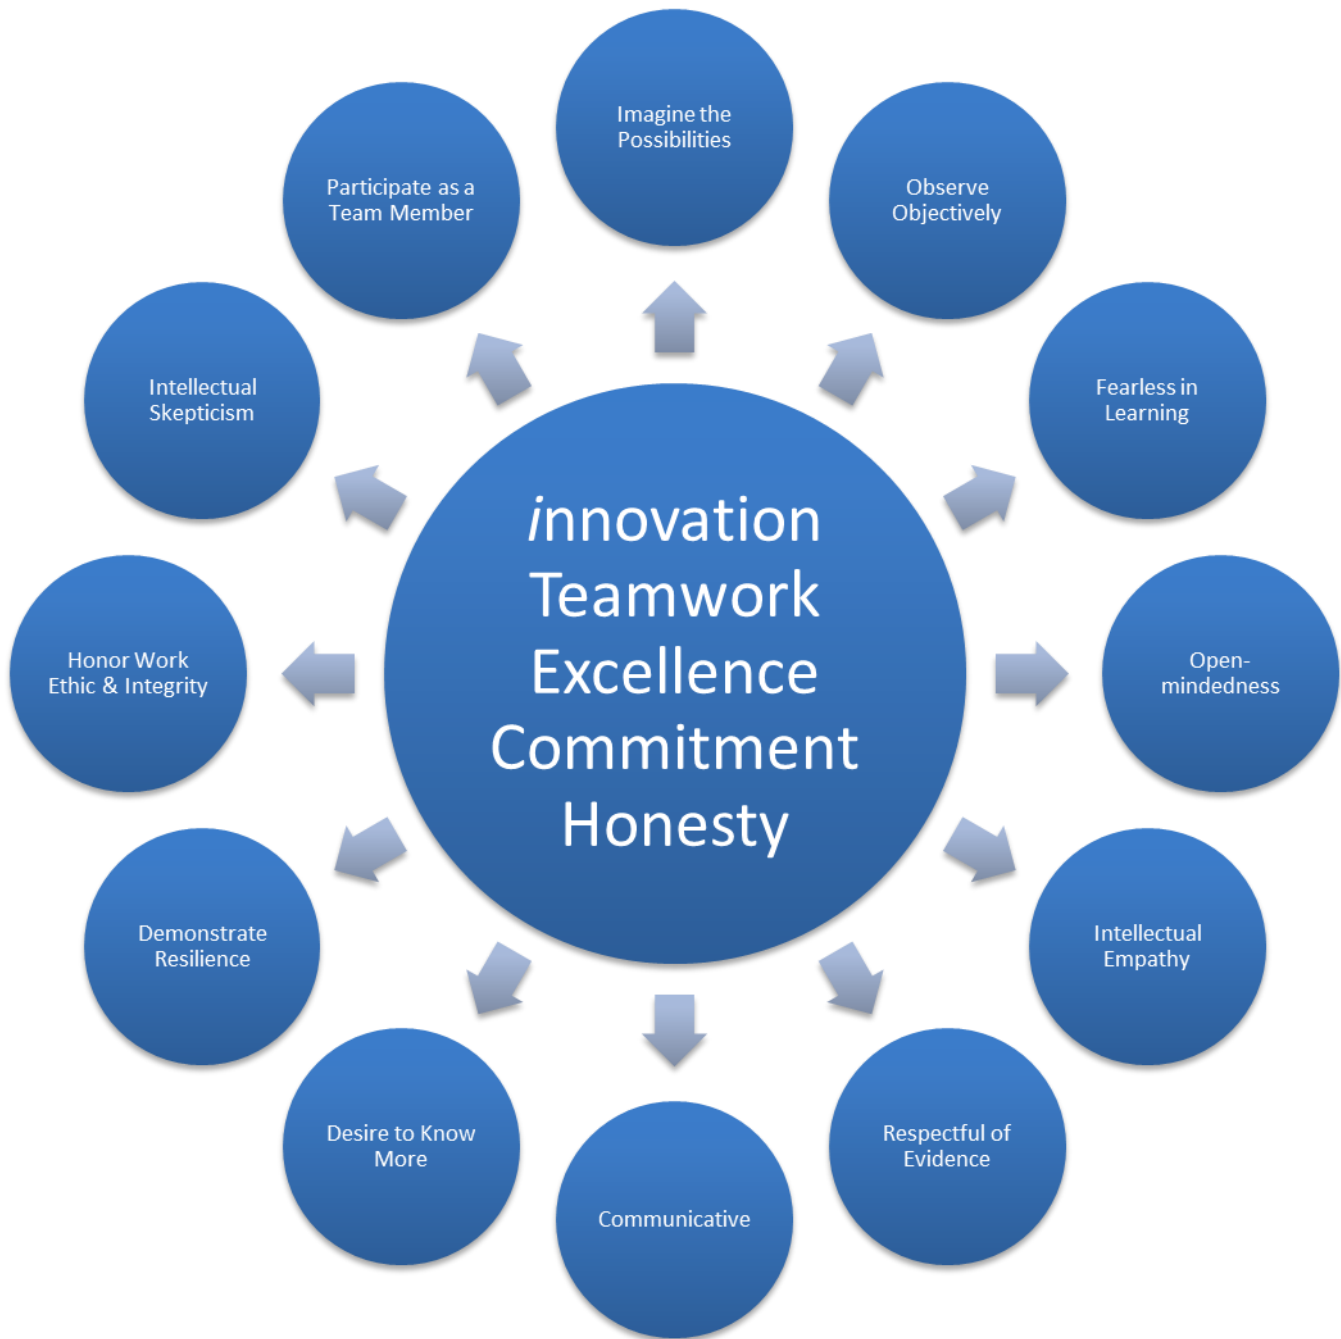 Imagine the
Possibilities
Observe
Objectively
Fearless in
Learning
Open-
mindedness
Intellectual
Empathy
Respectful of
Evidence
Communicative
Desire to Know
More
Demonstrate
Resilience
Honor Work
Ethic & Integrity
Intellectual
Skepticism
Participate as a
Team Member
innovation
Teamwork
Excellence
Commitment
Honesty